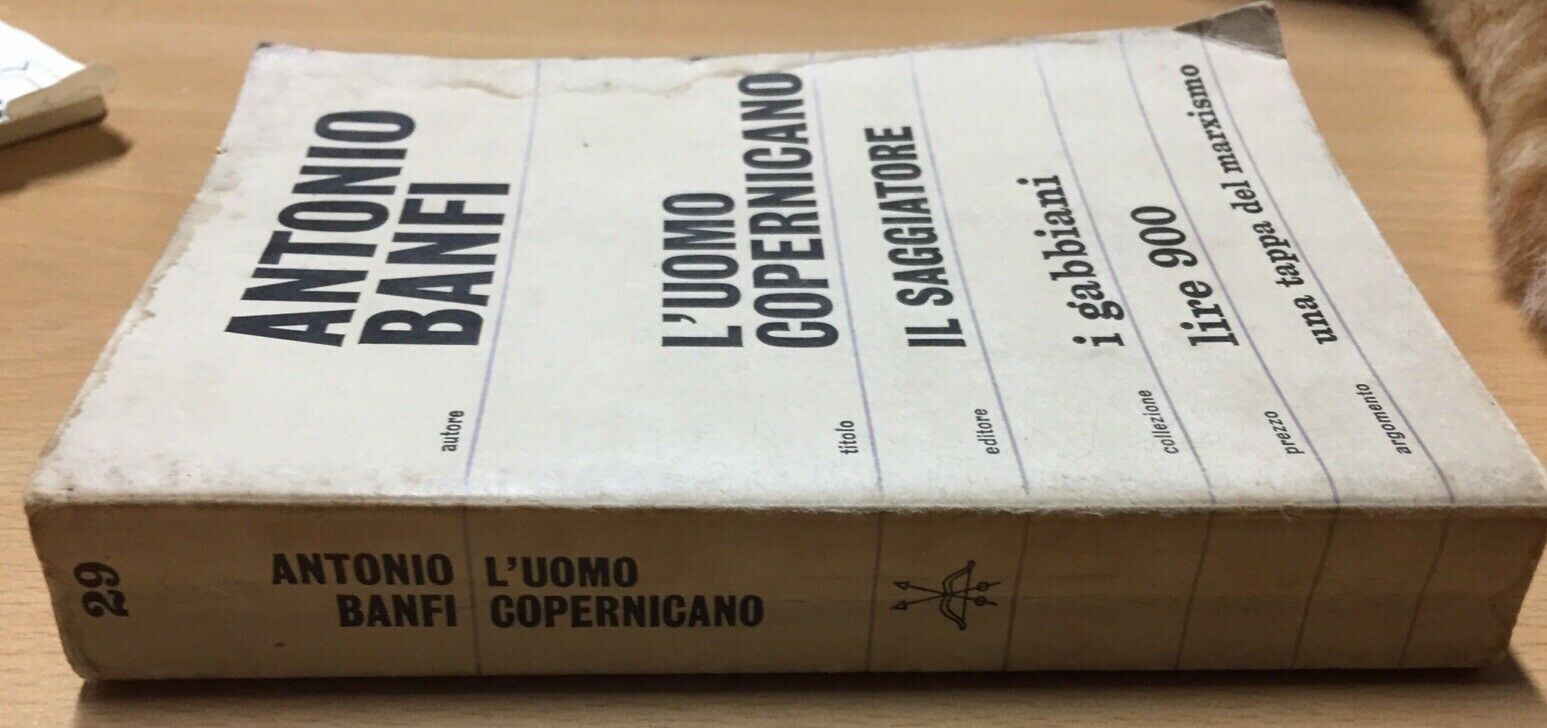 ANTONIO
BANFI
autore
L'UOMO
COPERNICANO
titolo
IL SAGGIATORE
editore
i gabbiani
collezione
lire 900
prezzo
una tappa del marxismo
argomento
29
ANTONIO
BANFI
L'UOMO
COPERNICANO